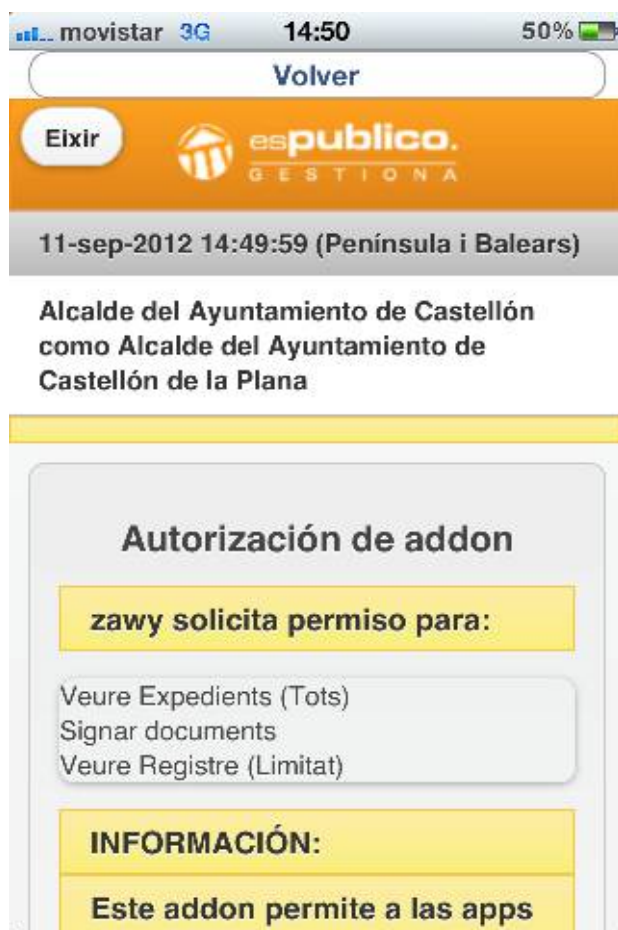 movistar 3G 14:50 50%
Volver
Eixir
espublico.
GESTIONA
11-sep-2012 14:49:59 (Península i Balears)
Alcalde del Ayuntamiento de Castellón
como Alcalde del Ayuntamiento de
Castellón de la Plana
Autorización de addon
zawy solicita permiso para:
Veure Expedients (Tots)
Signar documents
Veure Registre (Limitat)
INFORMACIÓN:
Este addon permite a las apps